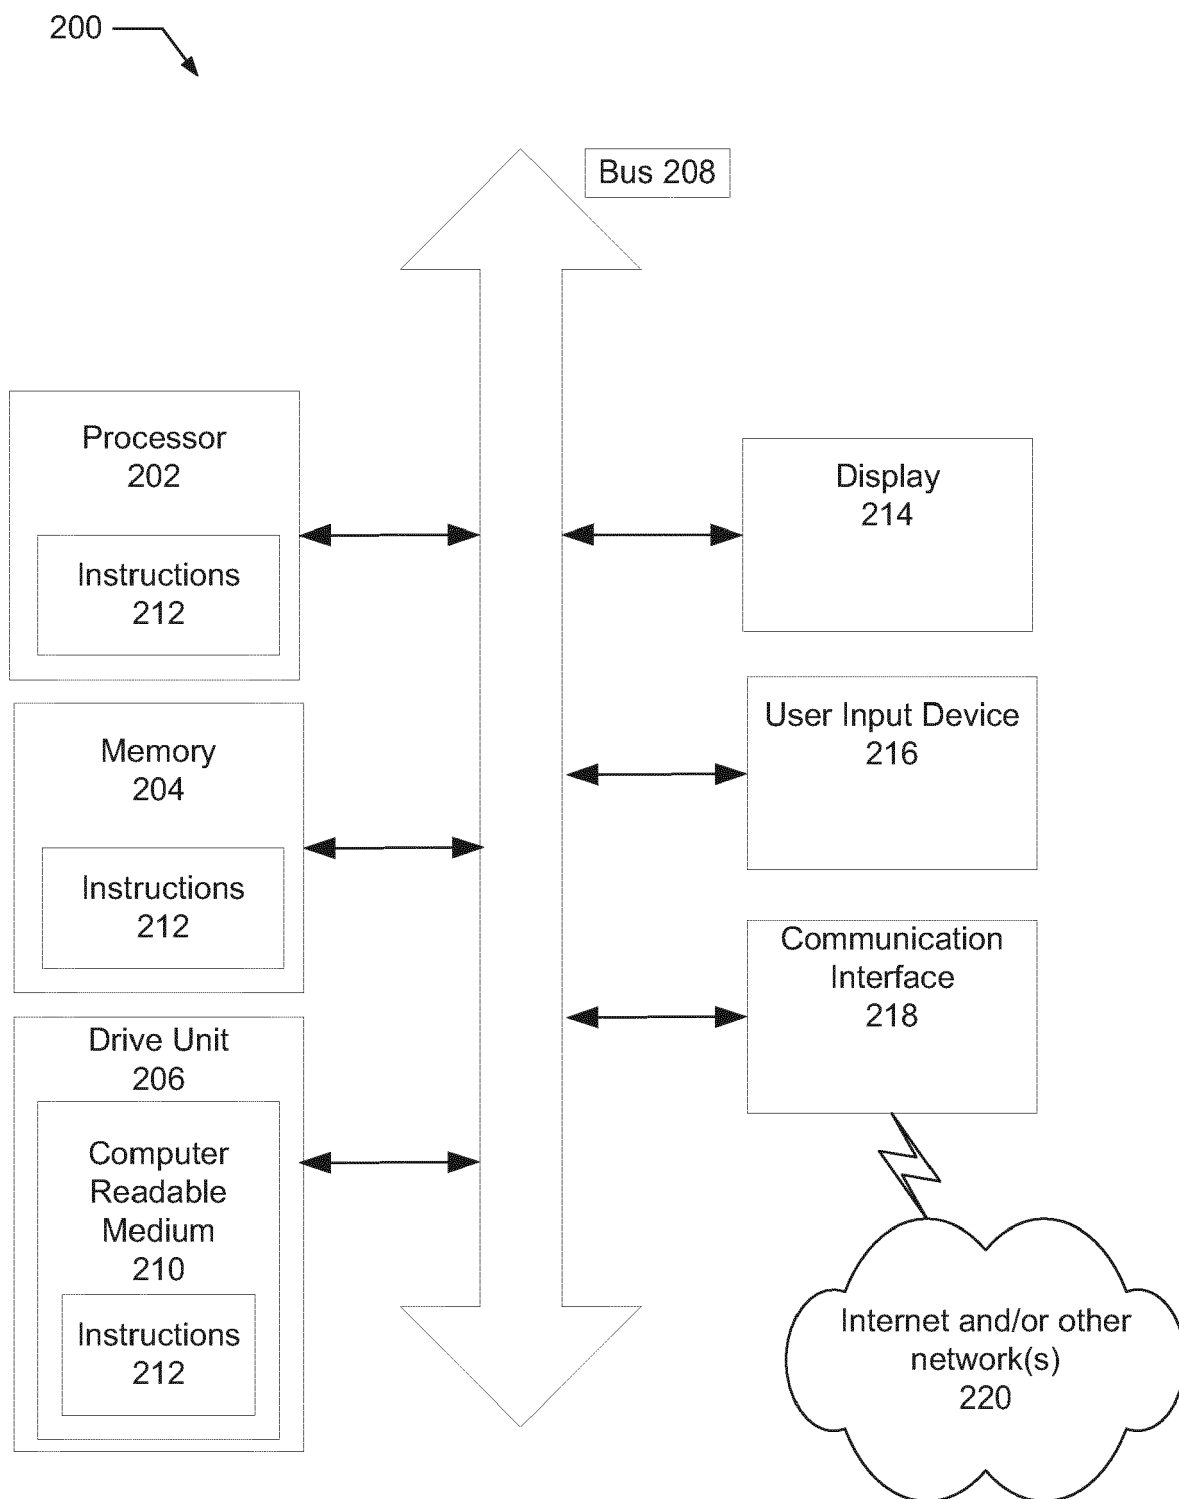 200
Bus 208
Processor
202
Instructions
212
Memory
204
Instructions
212
Drive Unit
206
Computer
Readable
Medium
210
Instructions
212
Display
214
User Input Device
216
Communication
Interface
218
Internet and/or other
network(s)
220